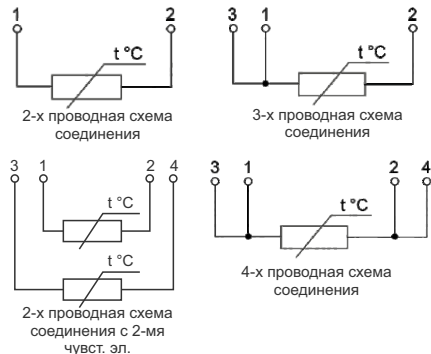 1 2
t °C
2-х проводная схема
соединения
3 1 2
t °C
3-х проводная схема
соединения
3 1 2 4
t °C
t °C
2-х проводная схема
соединения с 2-мя
чувст. эл.
3 1 2 4
t °C
4-х проводная схема
соединения